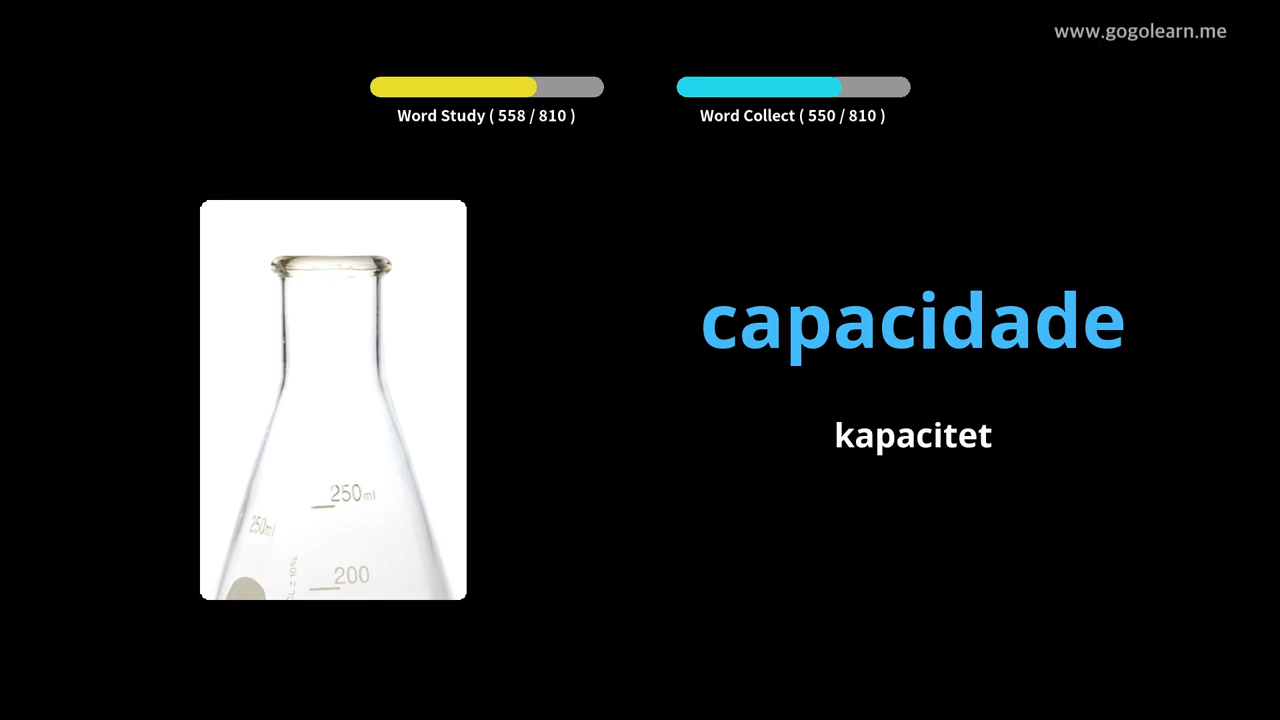 www.gogolearn.me
Word Study ( 558 / 810 )
Word Collect ( 550 / 810 )
capacidade
kapacitet
250ml
250ml
200